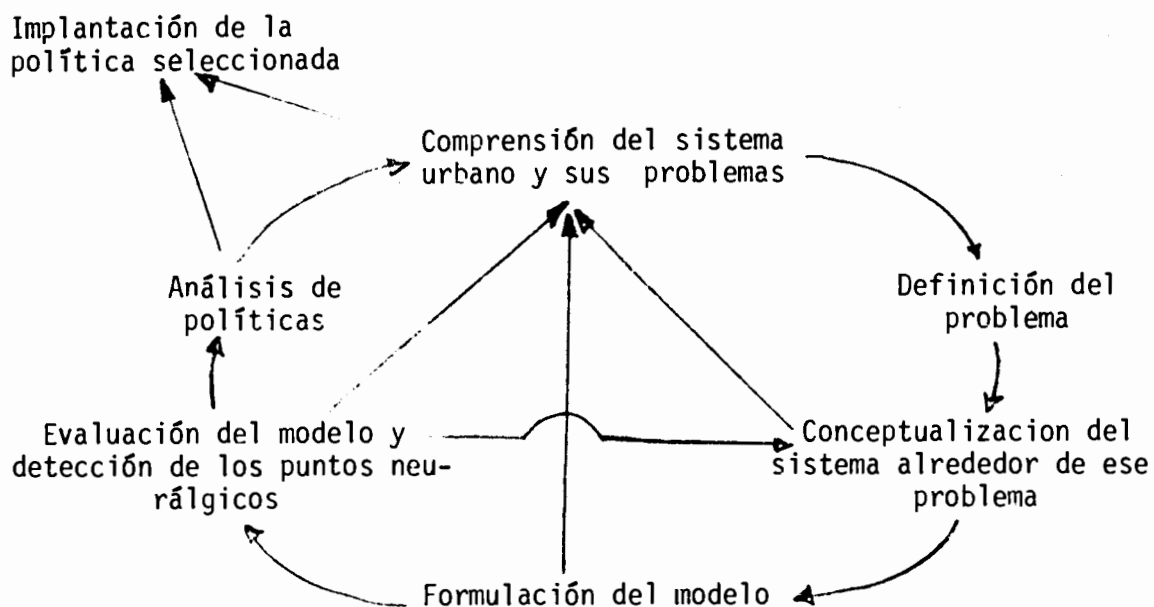 Implantación de la
política seleccionada
Comprensión del sistema
urbano y sus problemas
Análisis de
políticas
Definición del
problema
Evaluación del modelo y
detección de los puntos neu-
rálgicos
Conceptualizacion del
sistema alrededor de ese
problema
Formulación del modelo